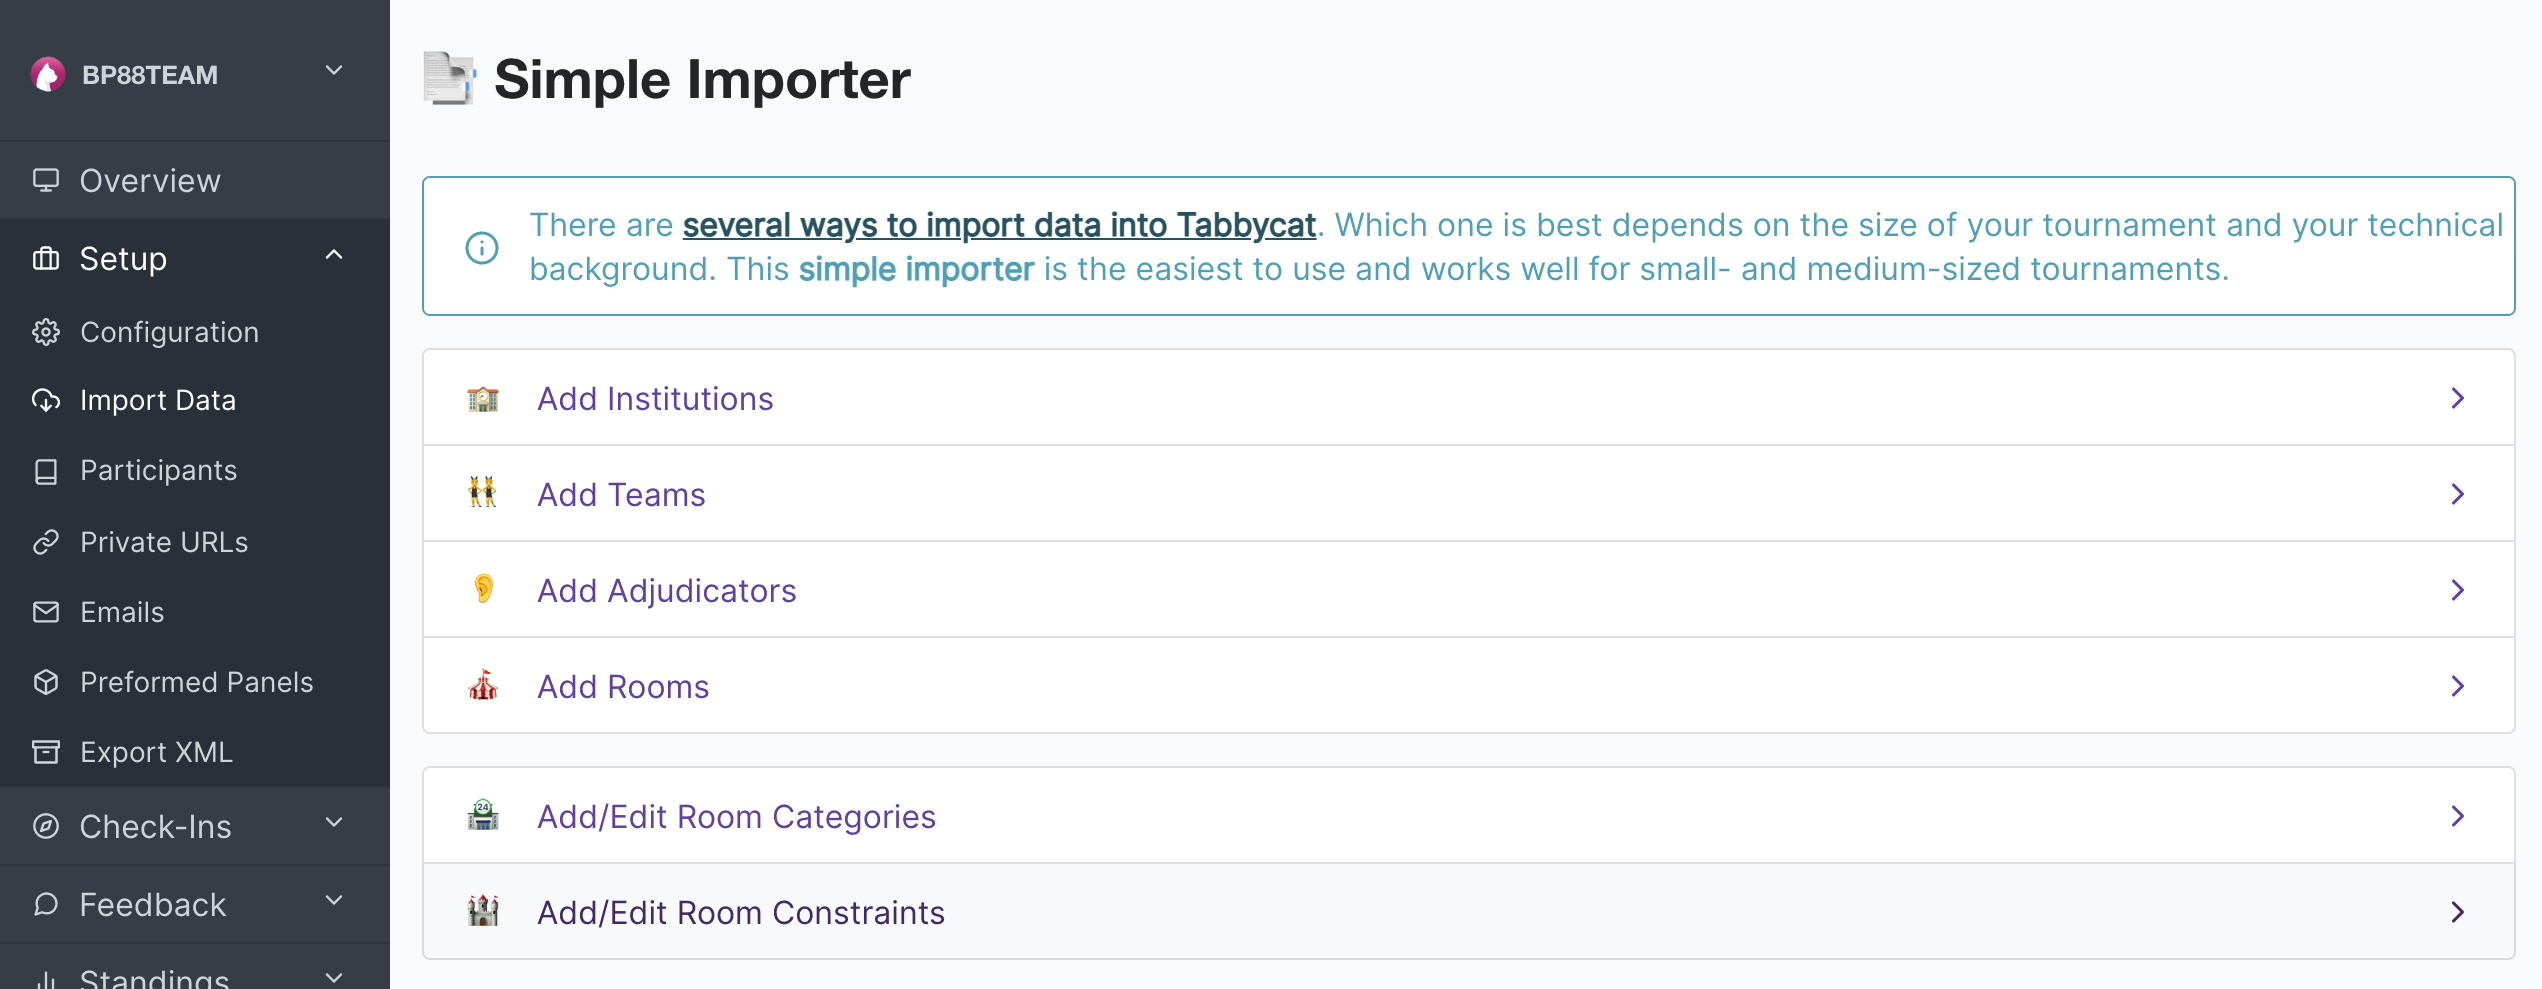 BP88TEAM
Overview
Setup
Configuration
Import Data
Participants
Private URLs
Emails
Preformed Panels
Export XML
Check-Ins
Feedback
Standings
Simple Importer
There are several ways to import data into Tabbycat. Which one is best depends on the size of your tournament and your technical
background. This simple importer is the easiest to use and works well for small- and medium-sized tournaments.
Add Institutions
Add Teams
Add Adjudicators
Add Rooms
24
Add/Edit Room Categories
Add/Edit Room Constraints